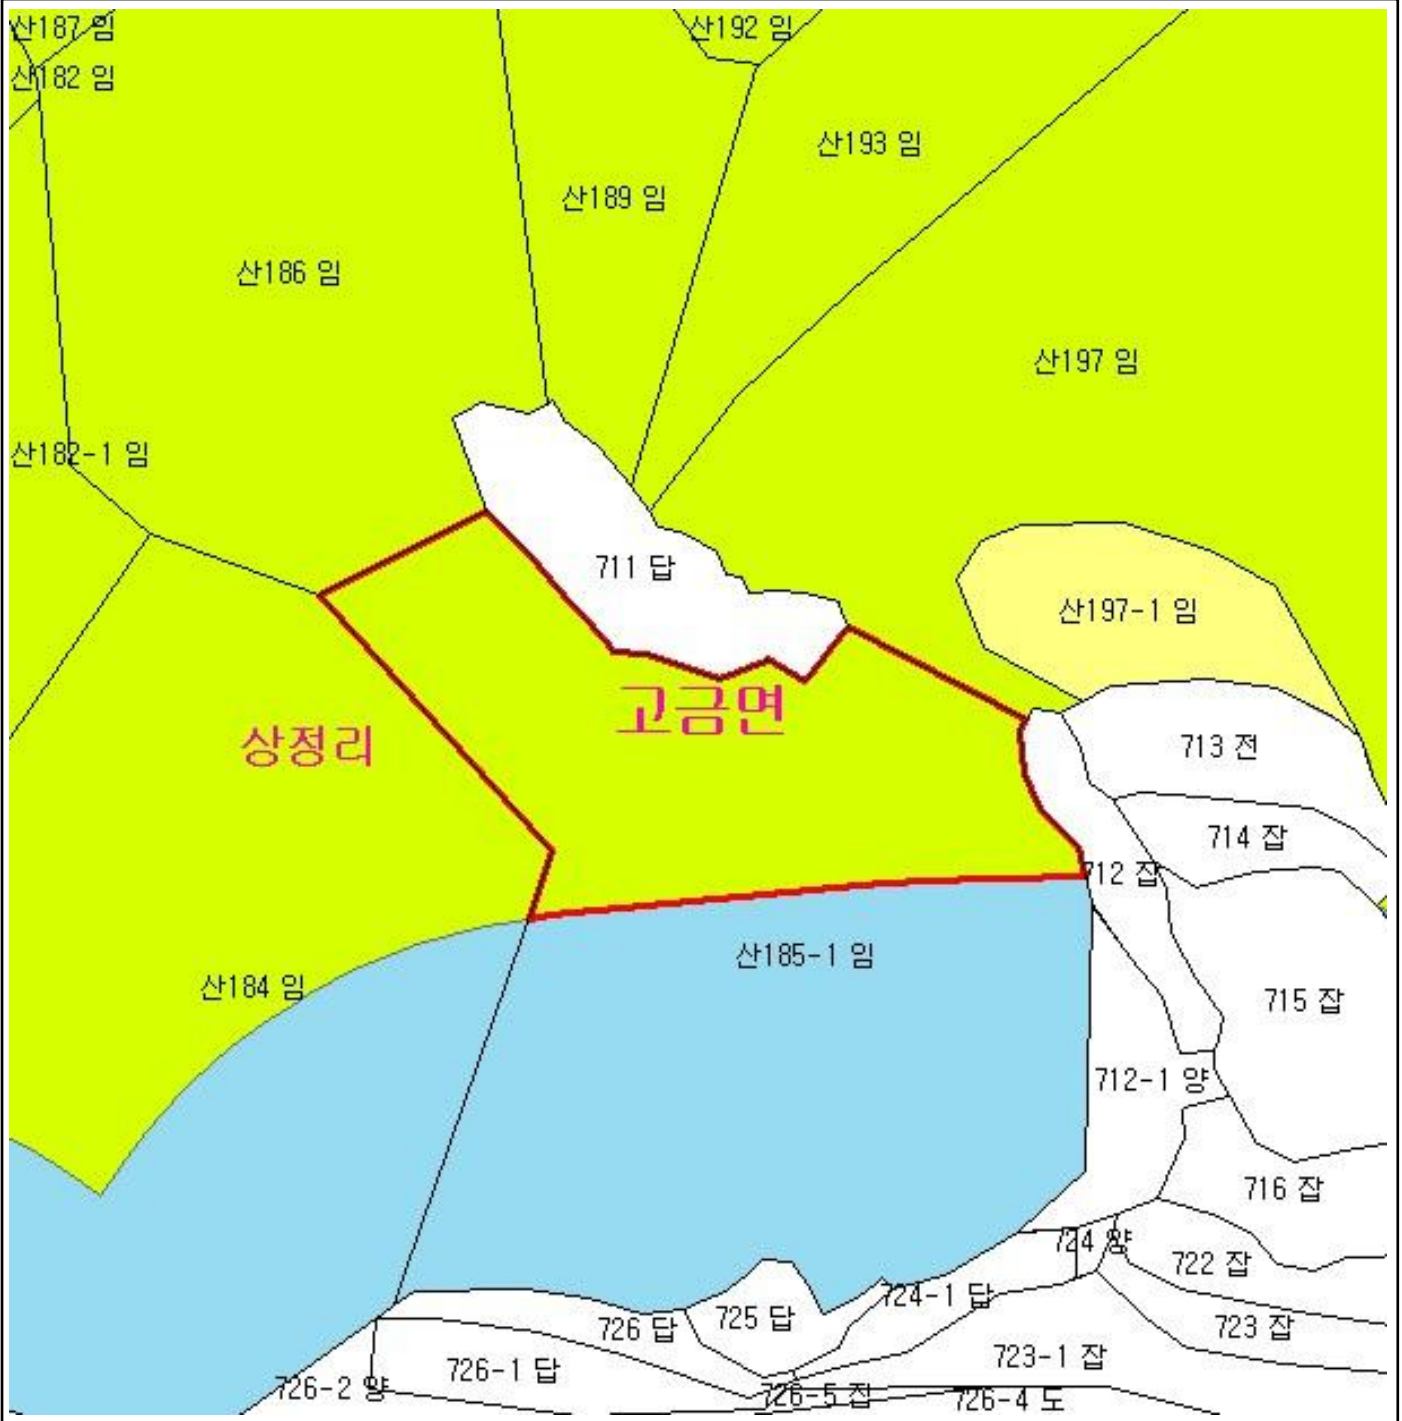 산187 임
산192 임
산182 임
산193 임
산189 임
산186 임
산197 임
산182-1 임
711 답
산197-1 임
고금면
상정리
713 전
714 잡
712 잡
산185-1 임
산184 임
715 잡
712-1 양
716 잡
724 양
722 잡
724-1 답
725 답
726 답
723 잡
723-1 잡
726-1 답
726-2 양
726-5 잡
726-4 도